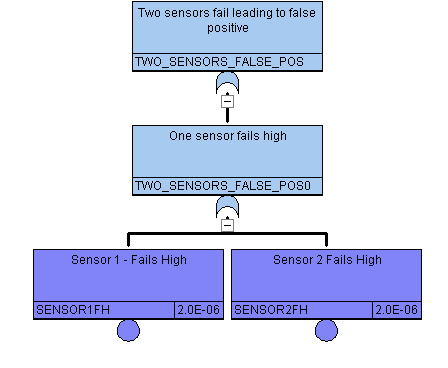 Two sensors fail leading to false
positive
TWO_SENSORS_FALSE_POS
One sensor fails high
TWO_SENSORS_FALSE_POS0
Sensor 1 - Fails High
SENSOR1FH 2.0E-06
Sensor 2 Fails High
SENSOR2FH 2.0E-06